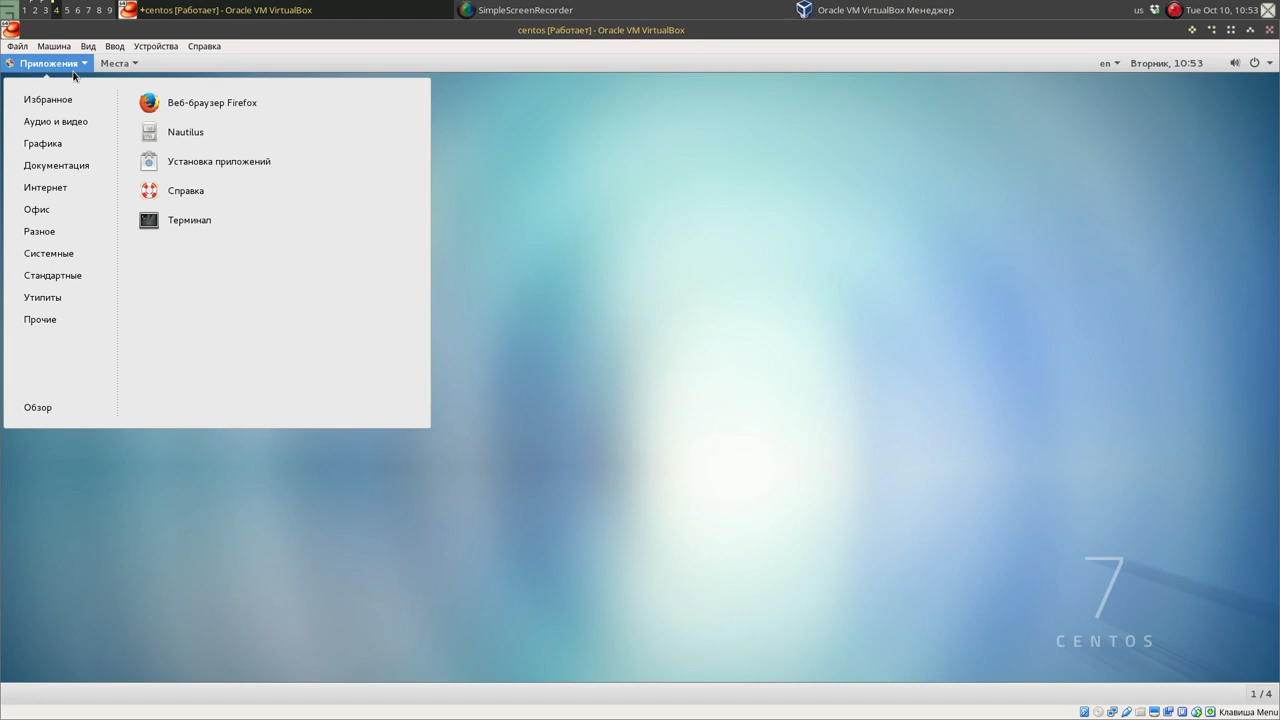 1 2 3 4 5 6 7 8 9
+centos [Работает] - Oracle VM VirtualBox
SimpleScreenRecorder
Oracle VM VirtualBox Менеджер
us
Tue Oct 10, 10:53
centos [Работает] - Oracle VM VirtualBox
Файл Машина Вид Ввод Устройства Справка
Приложения Места
en
Вторник, 10:53
Избранное
Аудио и видео
Графика
Документация
Интернет
Офис
Разное
Системные
Стандартные
Утилиты
Прочие
Обзор
Веб-браузер Firefox
Nautilus
Установка приложений
Справка
Терминал
7
CENTOS
1 / 4
Клавиша Menu